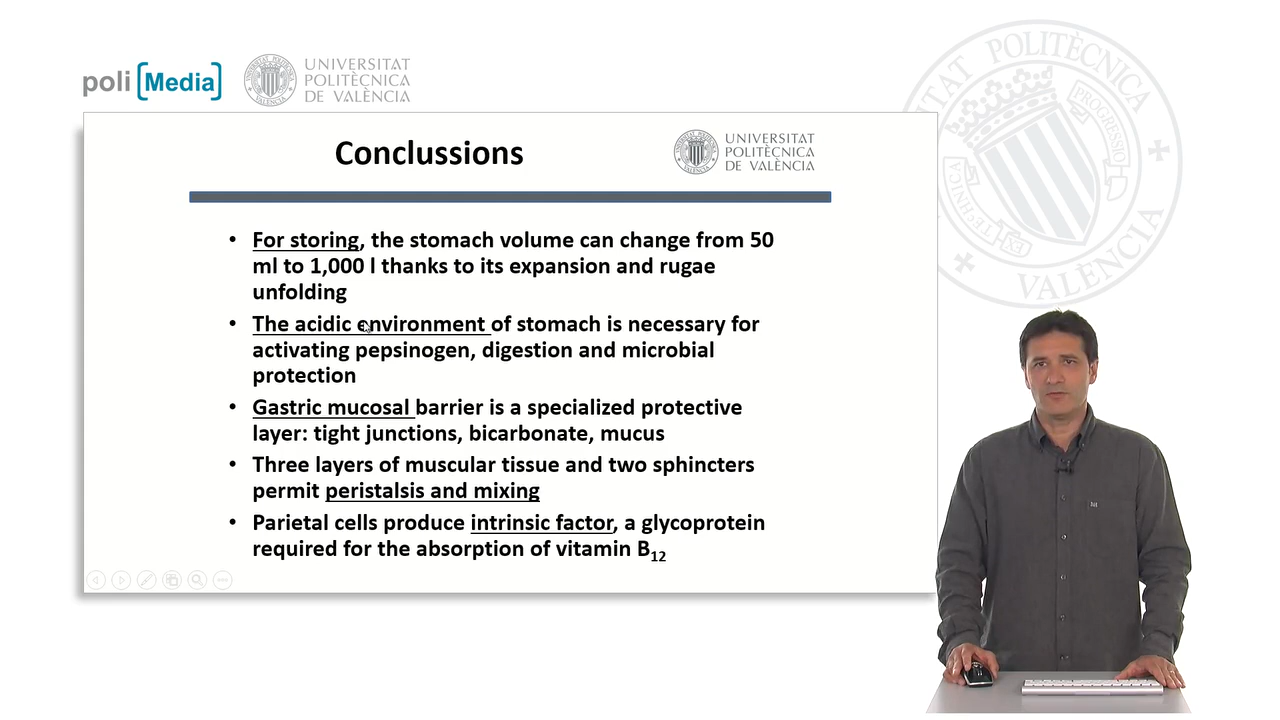 poli [Media]
UNIVERSITAT
POLITÈCNICA
DE VALÈNCIA
Conclussions
UNIVERSITAT
POLITÈCNICA
DE VALÈNCIA
• For storing, the stomach volume can change from 50
ml to 1,000 l thanks to its expansion and rugae
unfolding
• The acidic environment of stomach is necessary for
activating pepsinogen, digestion and microbial
protection
• Gastric mucosal barrier is a specialized protective
layer: tight junctions, bicarbonate, mucus
• Three layers of muscular tissue and two sphincters
permit peristalsis and mixing
• Parietal cells produce intrinsic factor, a glycoprotein
required for the absorption of vitamin B12
POLITÈCNICA
VALÈNCIA